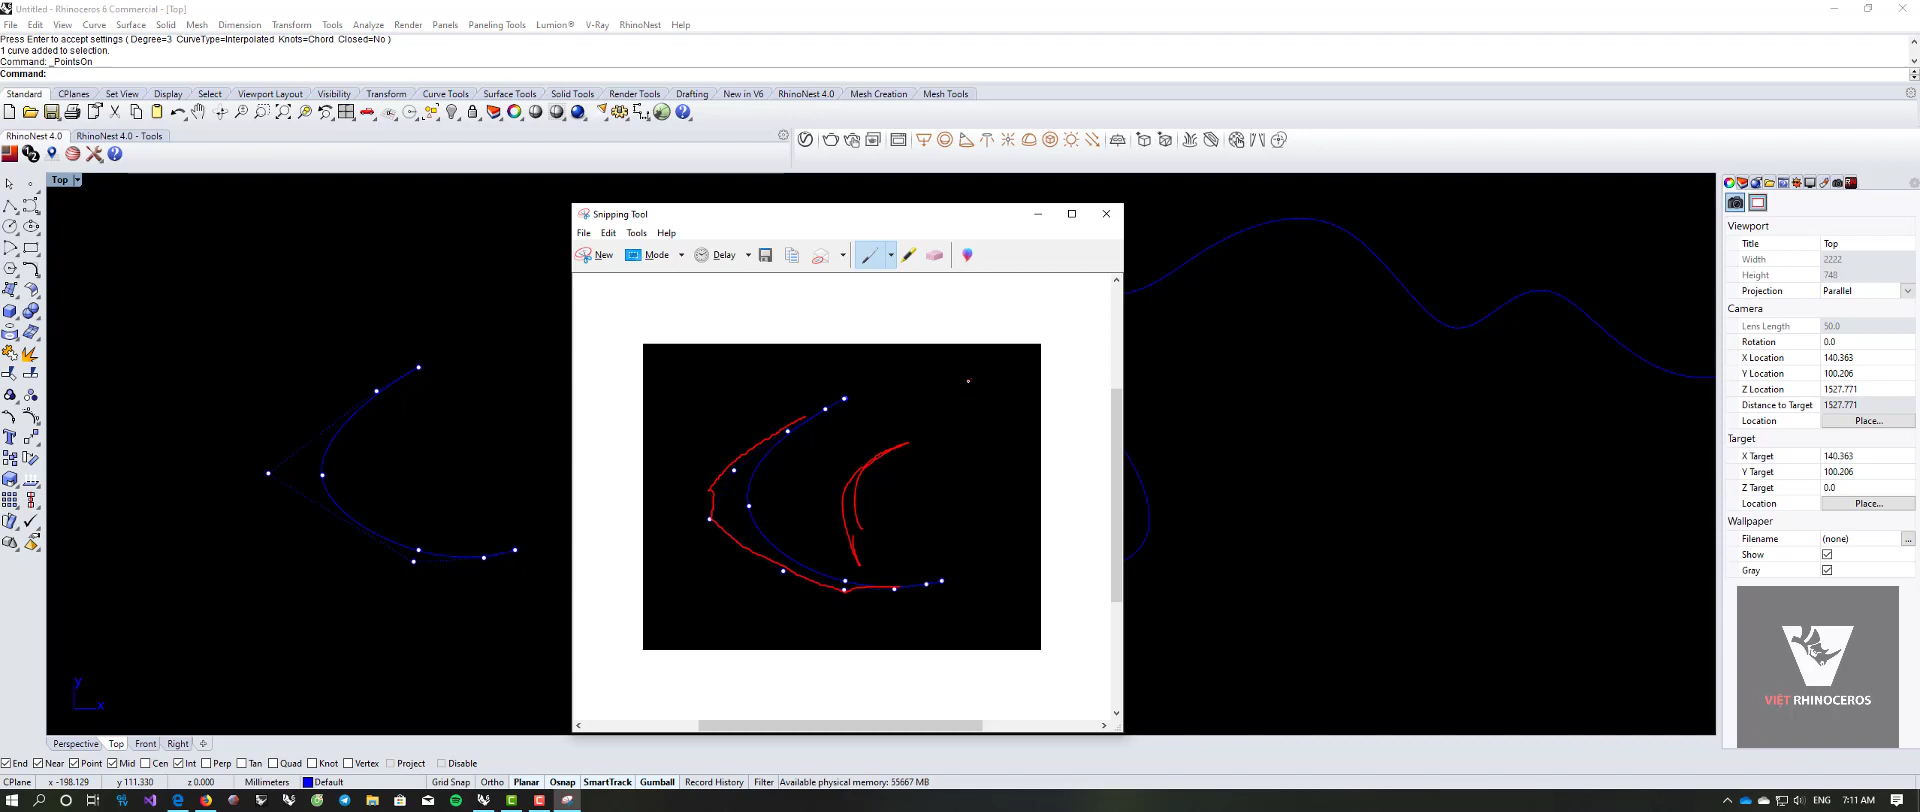 Untitled - Rhinoceros 6 Commercial - [Top]
File Edit View Curve Surface Solid Mesh Dimension Transform Tools Analyze Render Panels Paneling Tools Lumion® V-Ray RhinoNest Help
Press Enter to accept settings ( Degree=3 CurveType=Interpolated Knots=Chord Closed=No )
1 curve added to selection.
Command: _PointsOn
Command:
Standard CPlanes Set View Display Select Viewport Layout Visibility Transform Curve Tools Surface Tools Solid Tools Render Tools Drafting New in V6 RhinoNest 4.0 Mesh Creation Mesh Tools
RhinoNest 4.0 RhinoNest 4.0 - Tools
Top
Snipping Tool
File Edit Tools Help
New Mode Delay
Viewport
Title Top
Width 2222
Height 748
Projection Parallel
Camera
Lens Length 50.0
Rotation 0.0
X Location 140.363
Y Location 100.206
Z Location 1527.771
Distance to Target 1527.771
Location Place...
Target
X Target 140.363
Y Target 100.206
Z Target 0.0
Location Place...
Wallpaper
Filename (none) ...
Show
Gray
VIỆT RHINOCEROS
y
x
Perspective Top Front Right
End Near Point Mid Cen Int Perp Tan Quad Knot Vertex Project Disable
CPlane x -198.129 y 111.330 z 0.000 Millimeters Default Grid Snap Ortho Planar Osnap SmartTrack Gumball Record History Filter Available physical memory: 55667 MB
ENG 7:11 AM